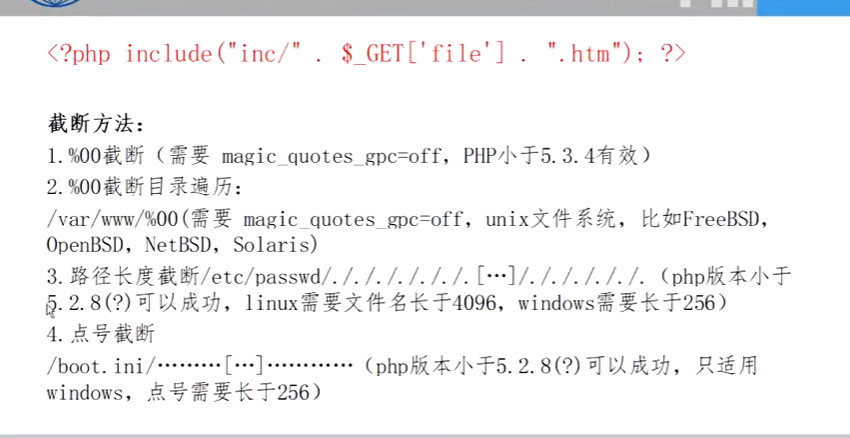 <?php include("inc/" . $_GET['file'] . ".htm"); ?>
截断方法：
1.%00截断（需要 magic_quotes_gpc=off，PHP小于5.3.4有效）
2.%00截断目录遍历：
/var/www/%00(需要 magic_quotes_gpc=off，unix文件系统，比如FreeBSD，
OpenBSD，NetBSD，Solaris)
3.路径长度截断/etc/passwd/././././././.[…]/./././././.（php版本小于
5.2.8(?)可以成功，linux需要文件名长于4096，windows需要长于256）
4.点号截断
/boot.ini/………[…]…………（php版本小于5.2.8(?)可以成功，只适用
windows，点号需要长于256）